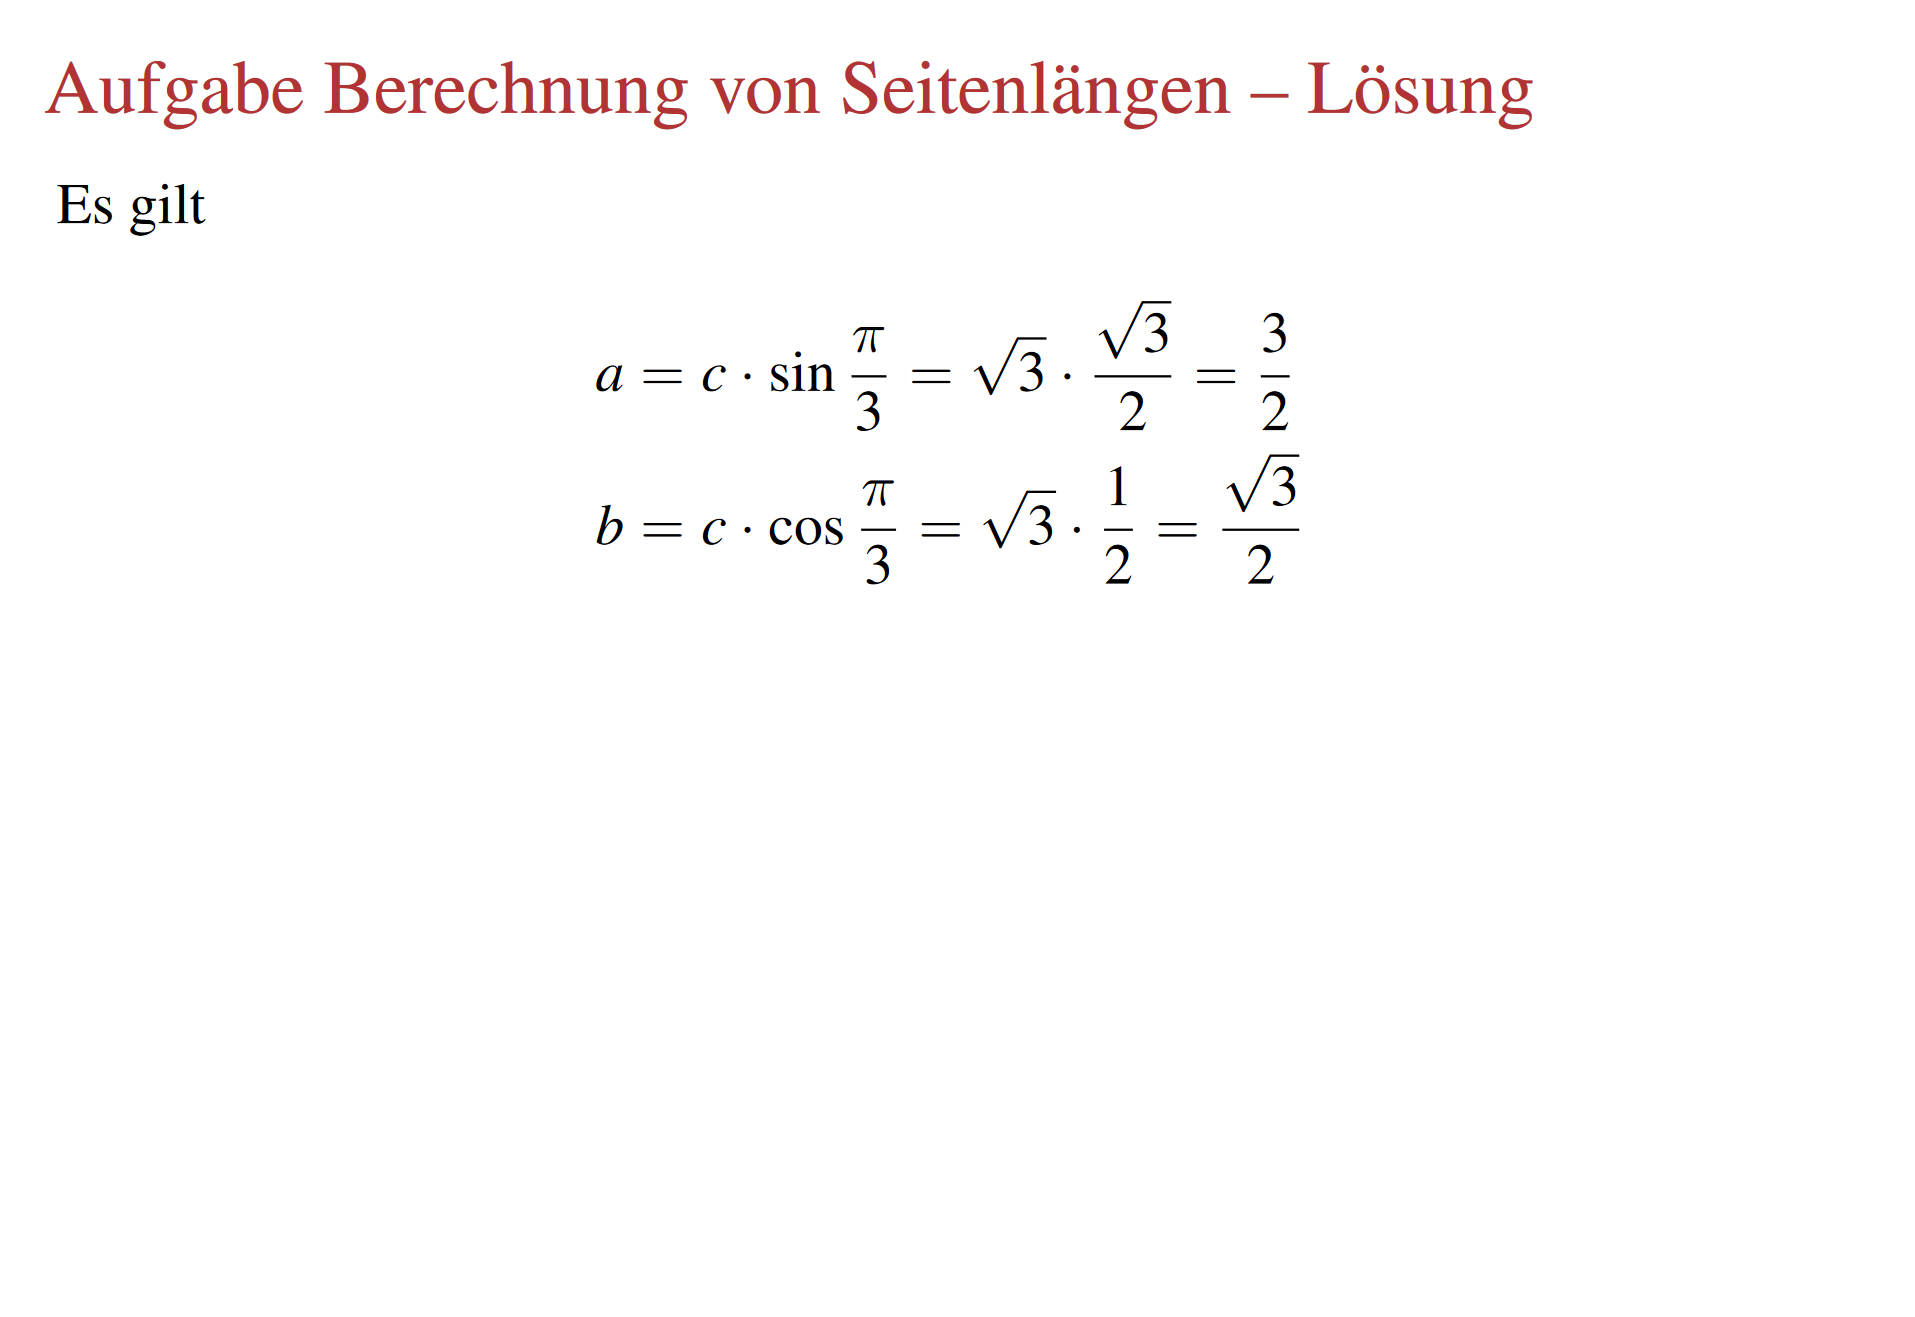 Aufgabe Berechnung von Seitenlängen – Lösung
Es gilt
a = c · sin π/3 = √3 · √3/2 = 3/2
b = c · cos π/3 = √3 · 1/2 = √3/2